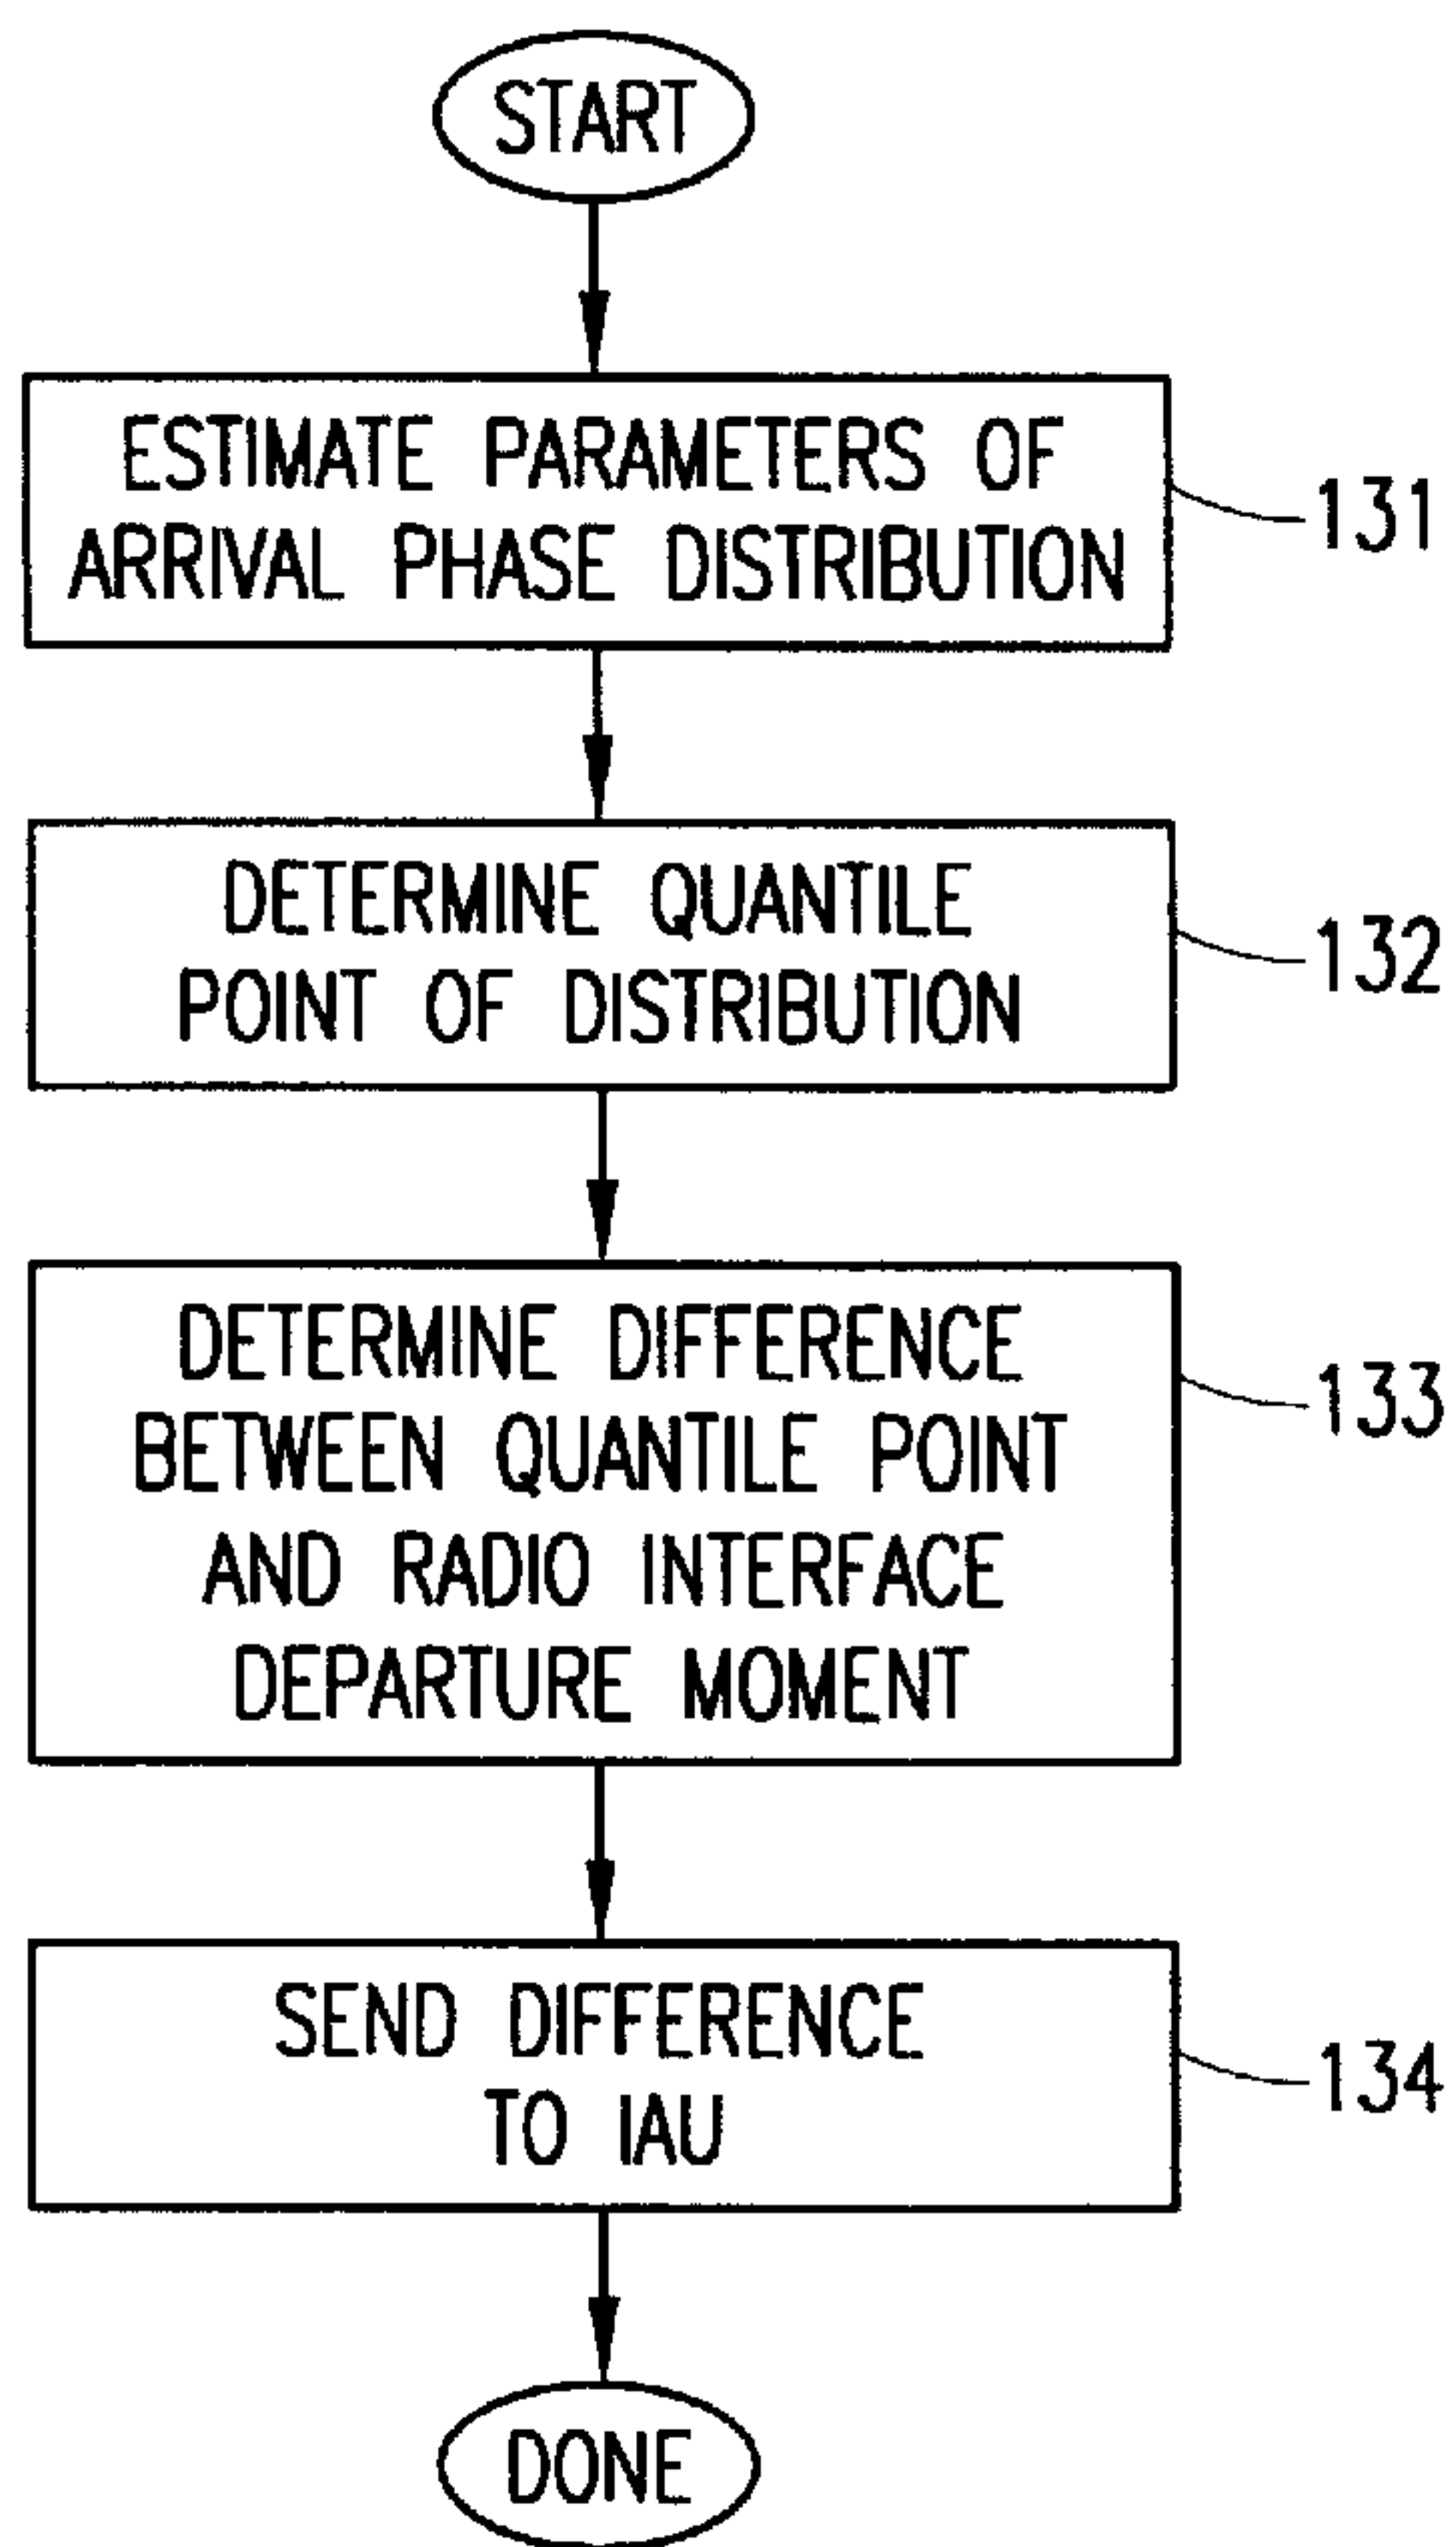 START
ESTIMATE PARAMETERS OF
ARRIVAL PHASE DISTRIBUTION
131
DETERMINE QUANTILE
POINT OF DISTRIBUTION
132
DETERMINE DIFFERENCE
BETWEEN QUANTILE POINT
AND RADIO INTERFACE
DEPARTURE MOMENT
133
SEND DIFFERENCE
TO IAU
134
DONE